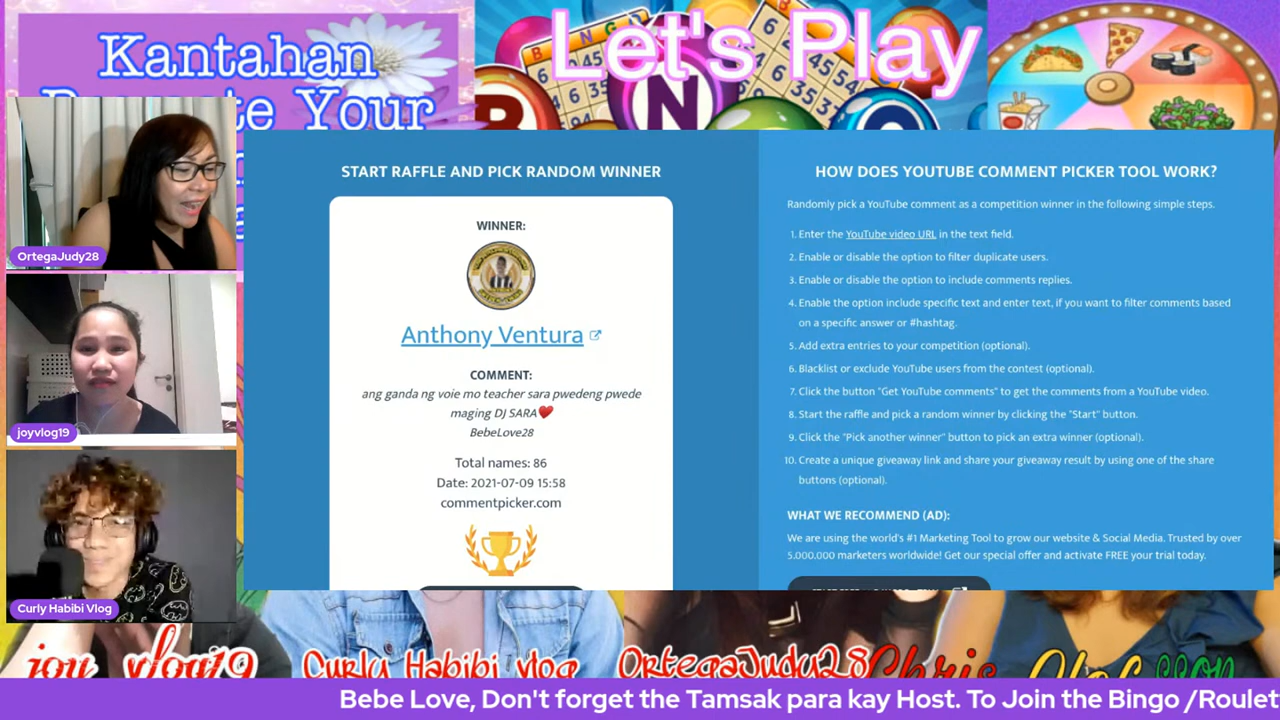 Kantahan
Let's Play
B I N G
N
te Your
OrtegaJudy28
joyvlog19
Curly Habibi Vlog
START RAFFLE AND PICK RANDOM WINNER
WINNER:
Anthony Ventura
COMMENT:
ang ganda ng voie mo teacher sara pwedeng pwede
maging DJ SARA❤️
BebeLove28
Total names: 86
Date: 2021-07-09 15:58
commentpicker.com
HOW DOES YOUTUBE COMMENT PICKER TOOL WORK?
Randomly pick a YouTube comment as a competition winner in the following simple steps.
1. Enter the YouTube video URL in the text field.
2. Enable or disable the option to filter duplicate users.
3. Enable or disable the option to include comments replies.
4. Enable the option include specific text and enter text, if you want to filter comments based
on a specific answer or #hashtag.
5. Add extra entries to your competition (optional).
6. Blacklist or exclude YouTube users from the contest (optional).
7. Click the button "Get YouTube comments" to get the comments from a YouTube video.
8. Start the raffle and pick a random winner by clicking the "Start" button.
9. Click the "Pick another winner" button to pick an extra winner (optional).
10. Create a unique giveaway link and share your giveaway result by using one of the share
buttons (optional).
WHAT WE RECOMMEND (AD):
We are using the world's #1 Marketing Tool to grow our website & Social Media. Trusted by over
5.000.000 marketers worldwide! Get our special offer and activate FREE your trial today.
joy vlog19
Curly Habibi vlog
OrtegaJudy28
Chris
Bebe Love, Don't forget the Tamsak para kay Host. To Join the Bingo /Roulet